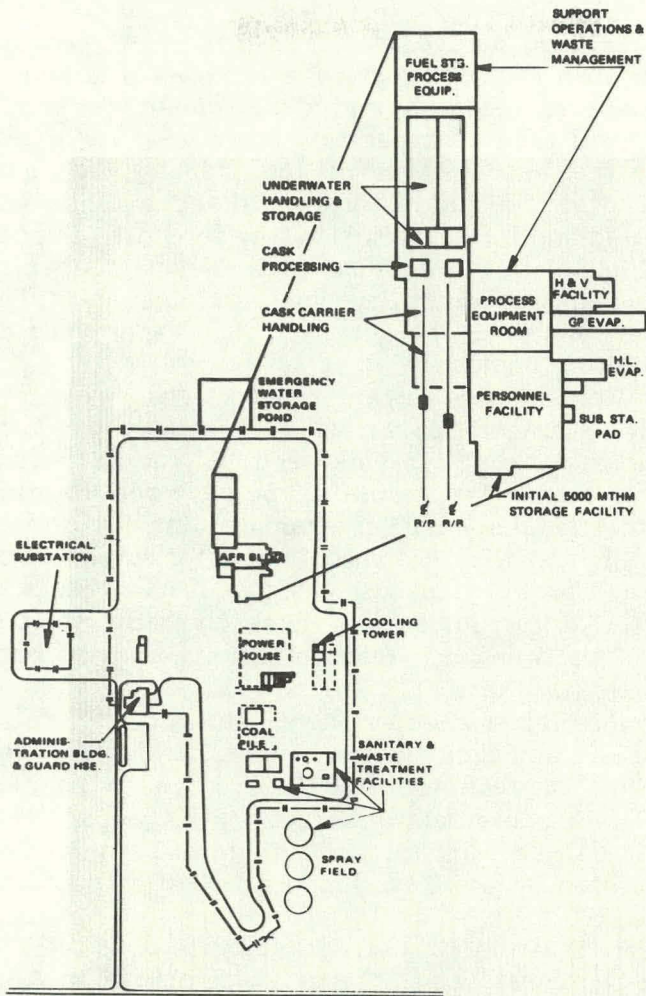 SUPPORT
OPERATIONS &
WASTE
MANAGEMENT
FUEL STG.
PROCESS
EQUIP.
UNDERWATER
HANDLING &
STORAGE
CASK
PROCESSING
CASK CARRIER
HANDLING
PROCESS
EQUIPMENT
ROOM
H & V
FACILITY
GP EVAP.
H.L.
EVAP.
PERSONNEL
FACILITY
SUB. STA.
PAD
INITIAL 5000 MTHM
STORAGE FACILITY
R/R R/R
EMERGENCY
WATER
STORAGE
POND
ELECTRICAL
SUBSTATION
AFR BLDG.
COOLING
TOWER
POWER
HOUSE
COAL
PILE
ADMINIS-
TRATION BLDG.
& GUARD HSE.
SANITARY &
WASTE
TREATMENT
FACILITIES
SPRAY
FIELD